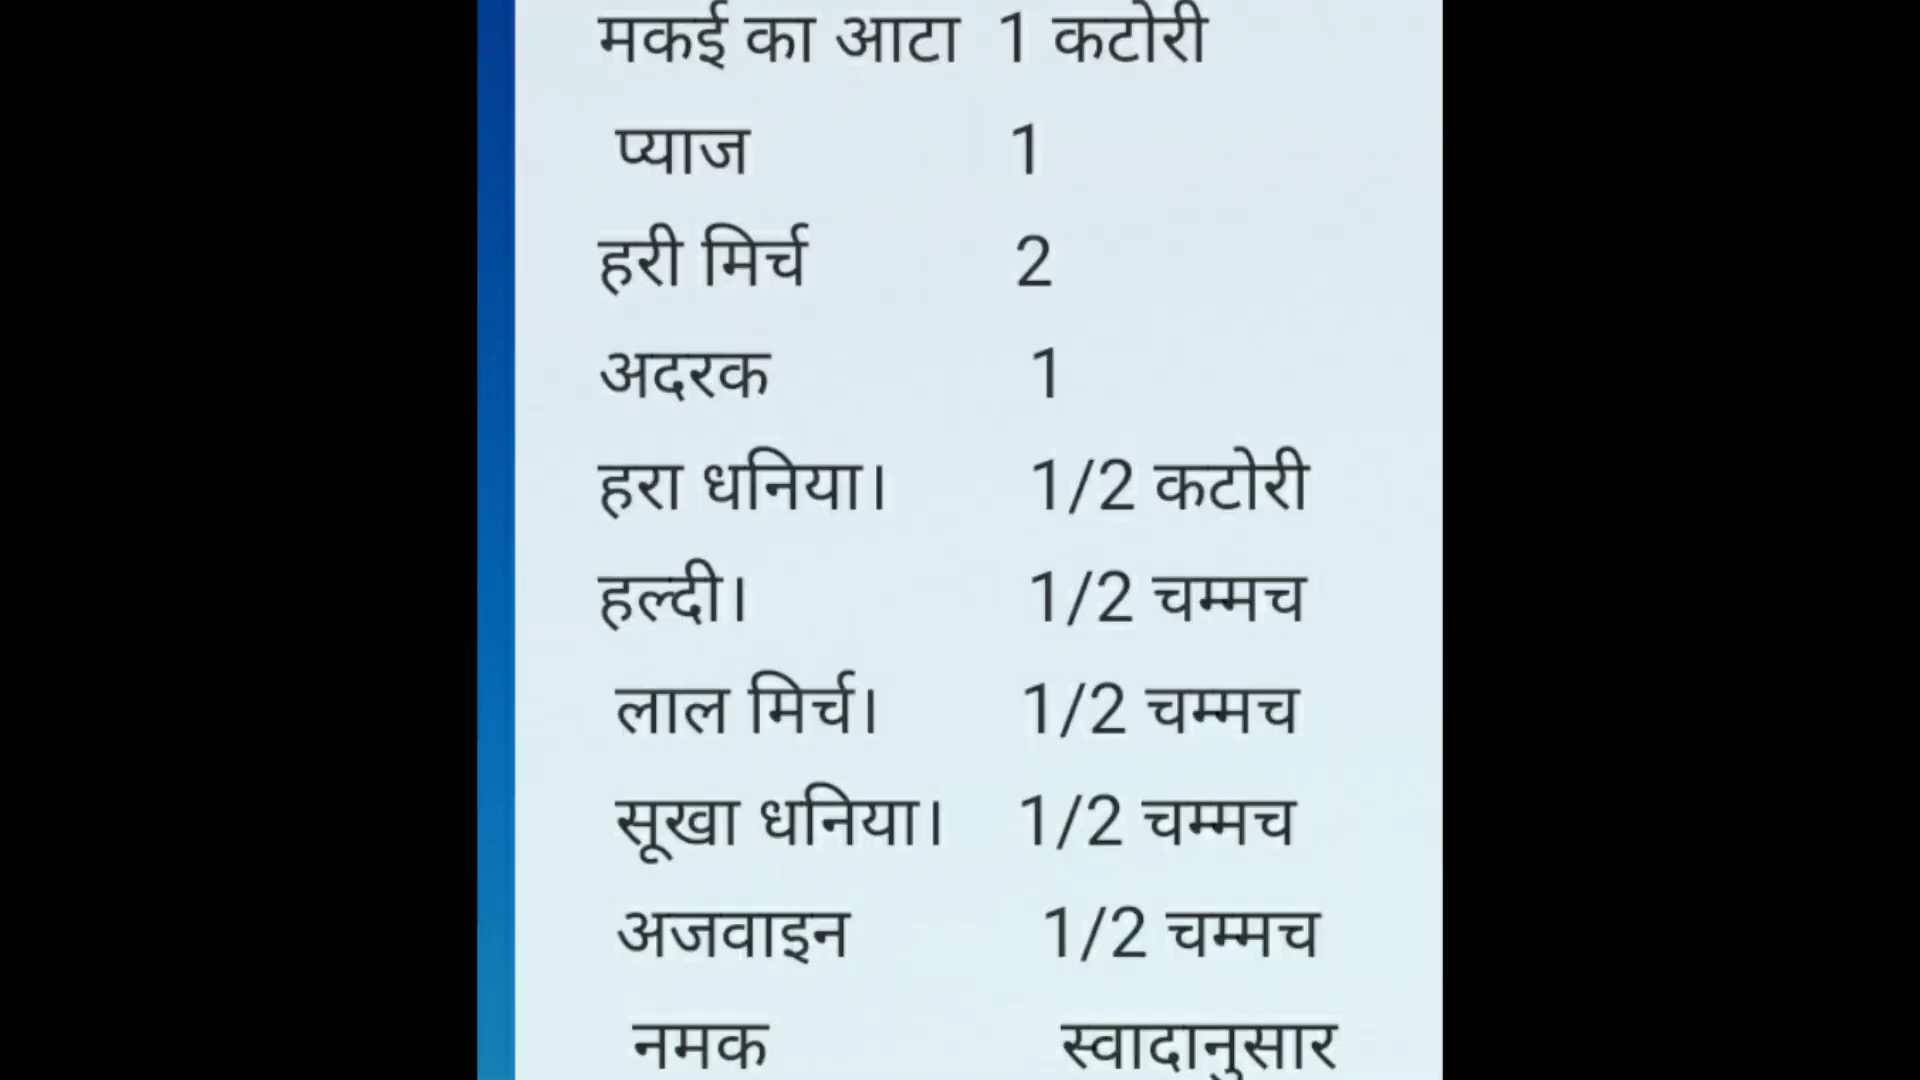 मकई का आटा 1 कटोरी
प्याज 1
हरी मिर्च 2
अदरक 1
हरा धनिया। 1/2 कटोरी
हल्दी। 1/2 चम्मच
लाल मिर्च। 1/2 चम्मच
सूखा धनिया। 1/2 चम्मच
अजवाइन 1/2 चम्मच
नमक स्वादानुसार